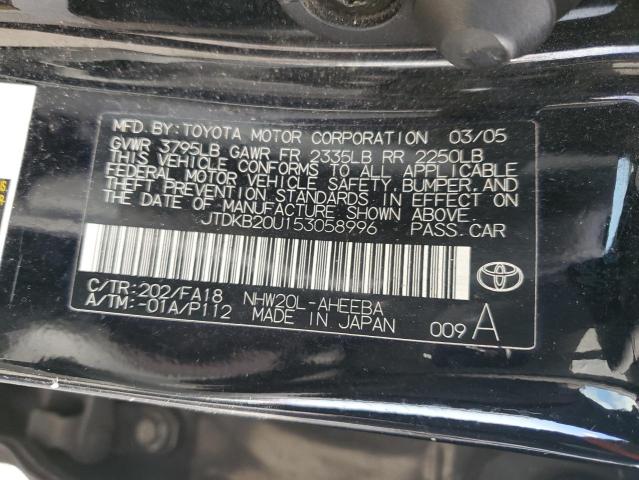 MFD. BY: TOYOTA MOTOR CORPORATION 03/05
GVWR 3795LB GAWR FR 2335LB RR 2250LB
THIS VEHICLE CONFORMS TO ALL APPLICABLE
FEDERAL MOTOR VEHICLE SAFETY, BUMPER, AND
THEFT PREVENTION STANDARDS IN EFFECT ON
THE DATE OF MANUFACTURE SHOWN ABOVE.
JTDKB20U153058996 PASS. CAR
C/TR: 202/FA18 NHW20L-AHEEBA
A/TM: -01A/P112 MADE IN JAPAN 009 A